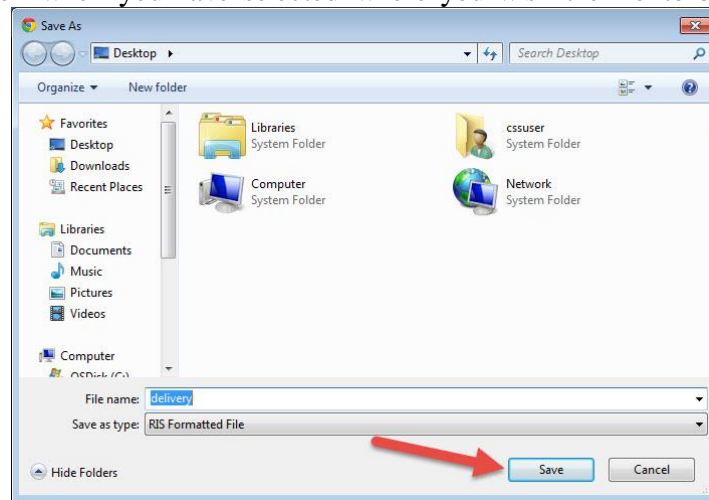 Save As
Desktop
Search Desktop
Organize New folder
Favorites
Desktop
Downloads
Recent Places
Libraries
Documents
Music
Pictures
Videos
Computer
Libraries
System Folder
cssuser
System Folder
Computer
System Folder
Network
System Folder
File name: delivery
Save as type: RIS Formatted File
Hide Folders
Save
Cancel